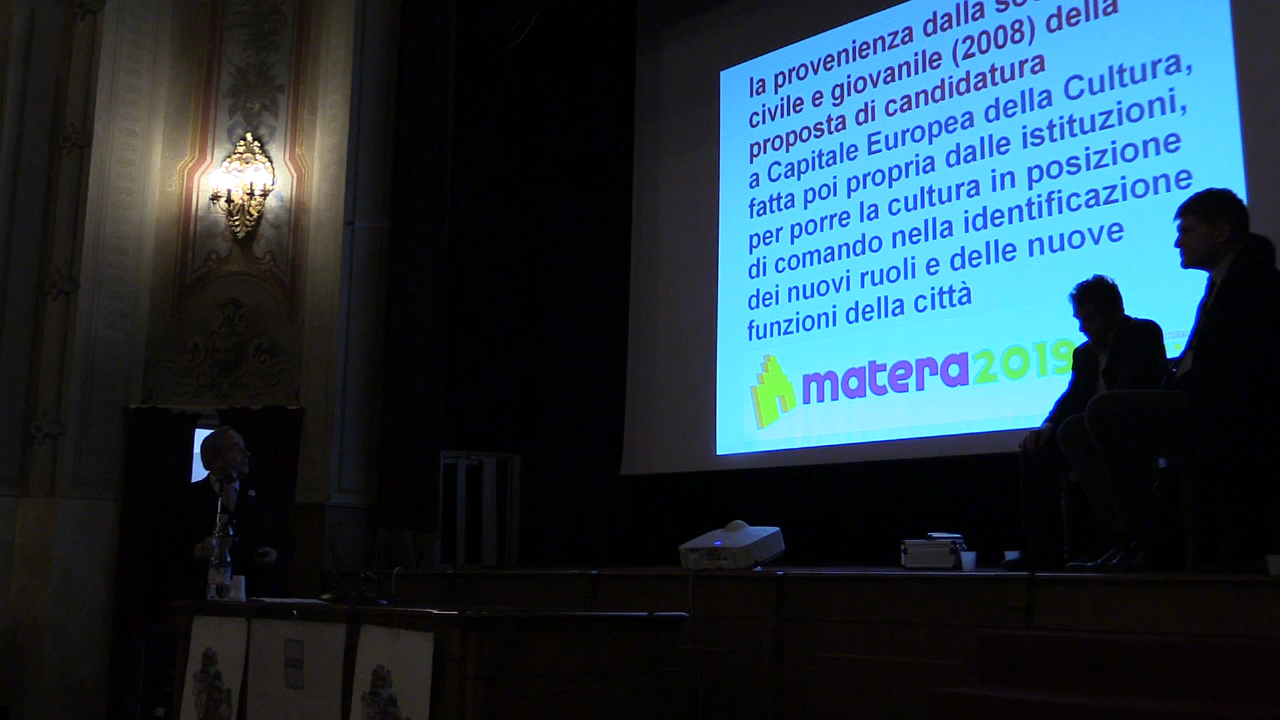 la provenienza dalla
civile e giovanile (2008) della
proposta di candidatura
a Capitale Europea della Cultura,
fatta poi propria dalle istituzioni,
per porre la cultura in posizione
di comando nella identificazione
dei nuovi ruoli e delle nuove
funzioni della città
matera2019